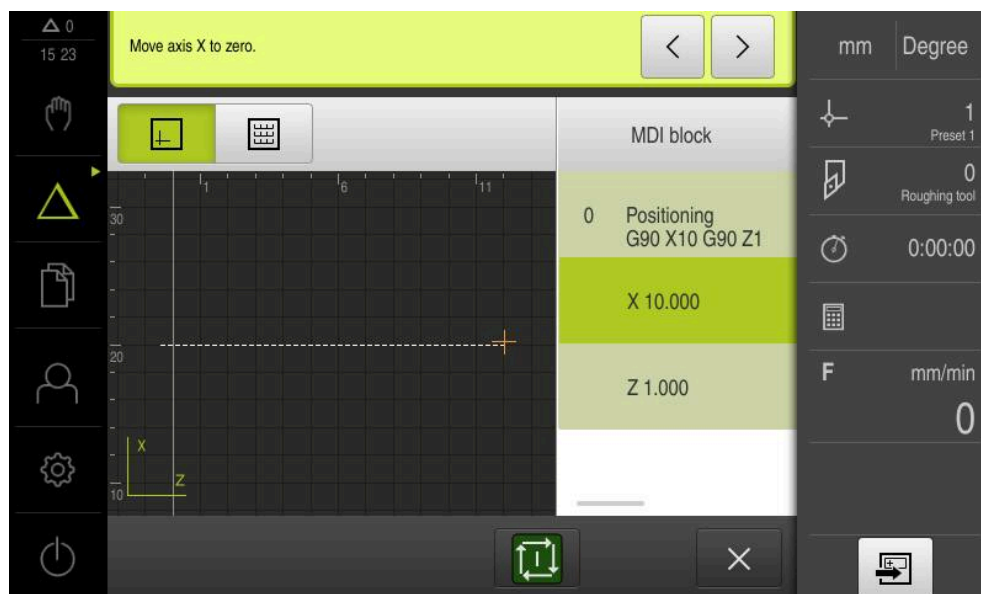 0
15 23
Move axis X to zero.
mm
Degree
1
Preset 1
0
Roughing tool
0:00:00
F
mm/min
0
MDI block
0 Positioning
G90 X10 G90 Z1
X 10.000
Z 1.000
1 6 11
30
20
10
X
Z